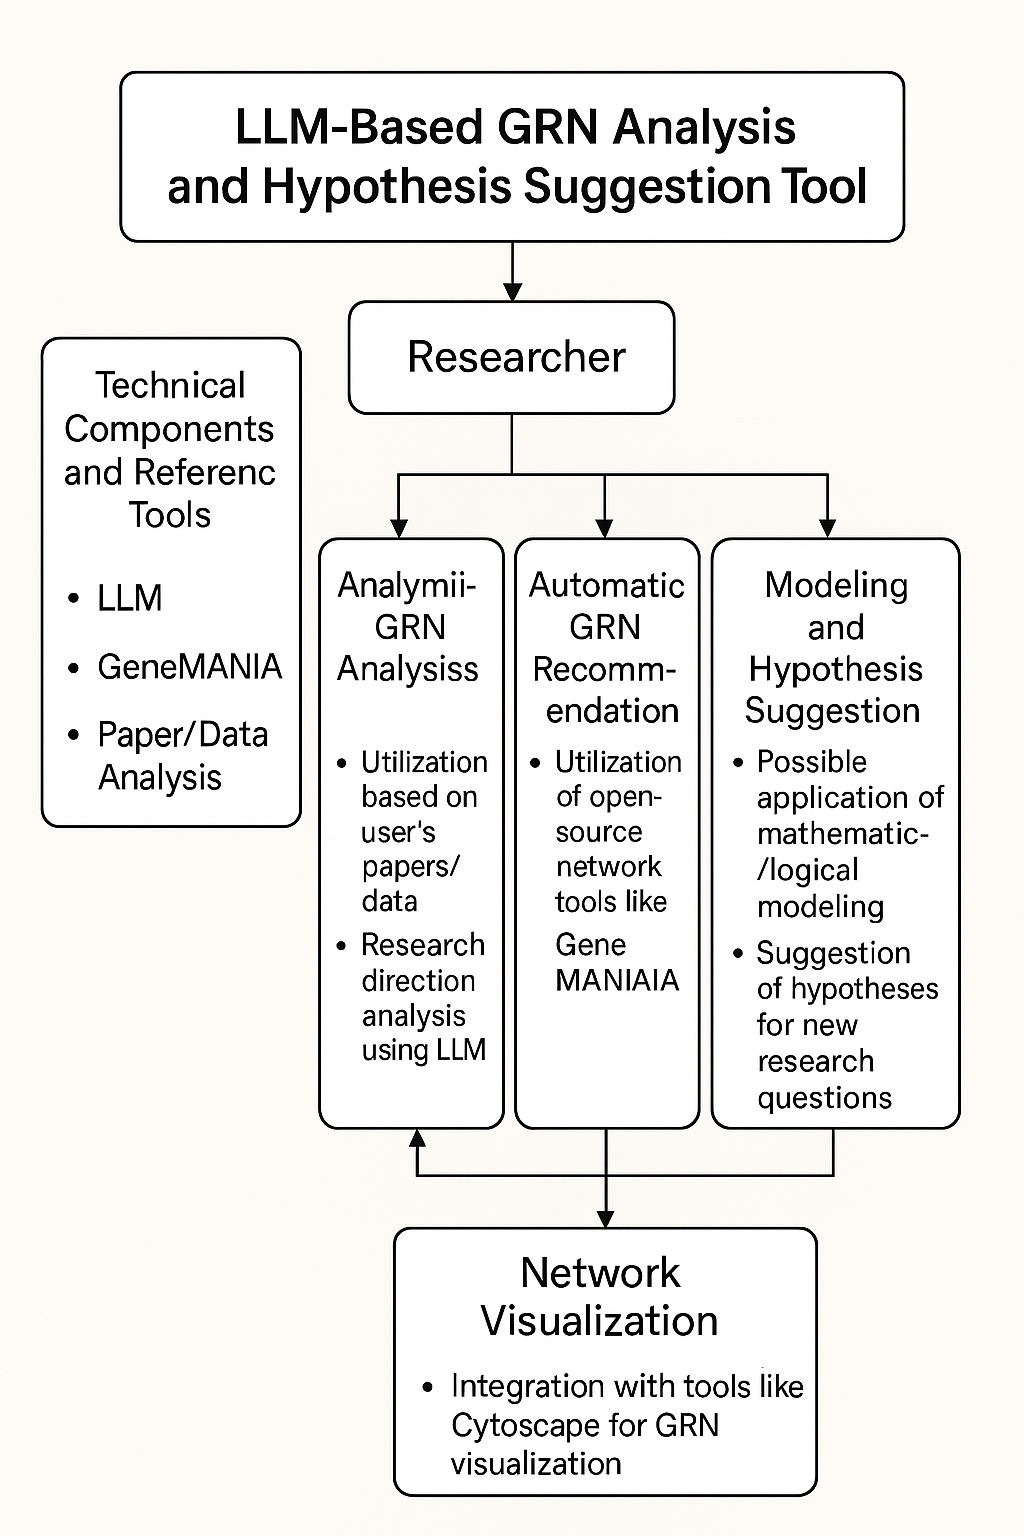 LLM-Based GRN Analysis
and Hypothesis Suggestion Tool
Researcher
Technical
Components
and Referenc
Tools
• LLM
• GeneMANIA
• Paper/Data
Analysis
Analymii-
GRN
Analysiss
• Utilization
based on
user's
papers/
data
• Research
direction
analysis
using LLM
Automatic
GRN
Recomm-
endation
• Utilization
of open-
source
network
tools like
Gene
MANIAIA
Modeling
and
Hypothesis
Suggestion
• Possible
application of
mathematic-
/logical
modeling
• Suggestion
of hypotheses
for new
research
questions
Network
Visualization
• Integration with tools like
Cytoscape for GRN
visualization